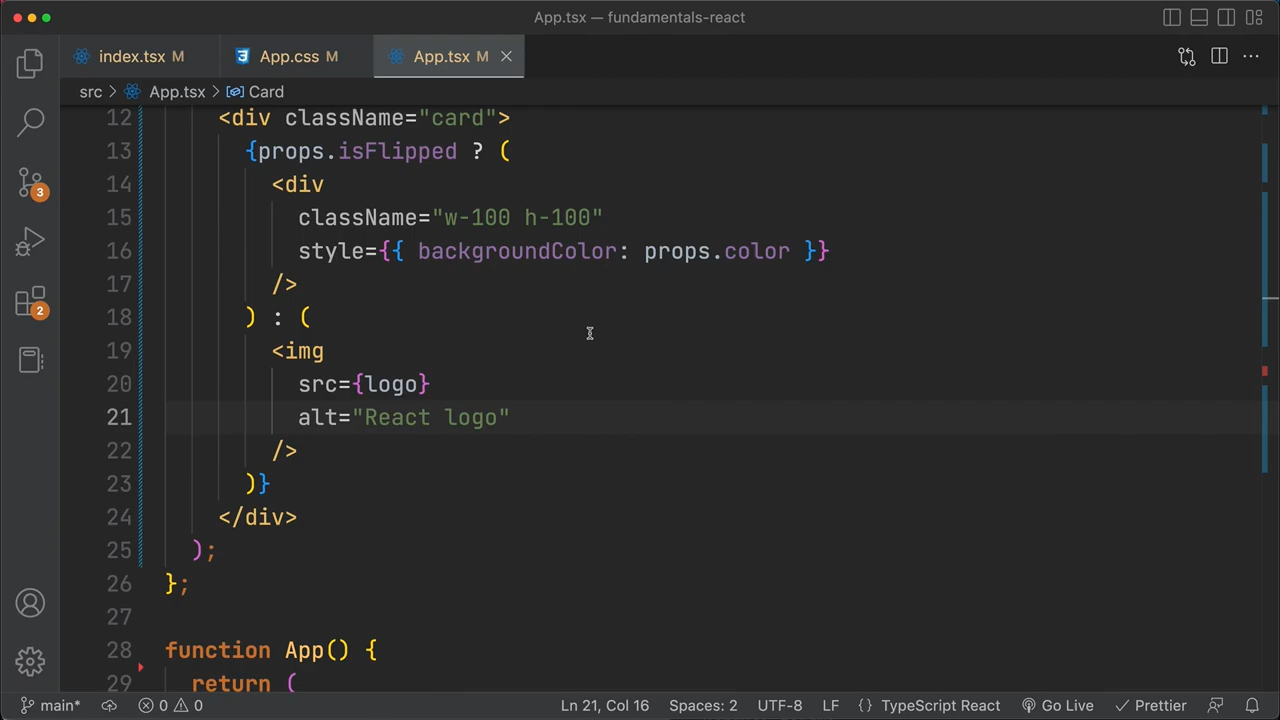 App.tsx — fundamentals-react
index.tsx M
App.css M
App.tsx M
src > App.tsx > Card
12 <div className="card">
13 {props.isFlipped ? (
14 <div
15 className="w-100 h-100"
16 style={{ backgroundColor: props.color }}
17 />
18 ) : (
19 <img
20 src={logo}
21 alt="React logo"
22 />
23 )}
24 </div>
25 );
26 };
27
28 function App() {
29 return (
3
2
main* 0 0 Ln 21, Col 16 Spaces: 2 UTF-8 LF {} TypeScript React Go Live Prettier